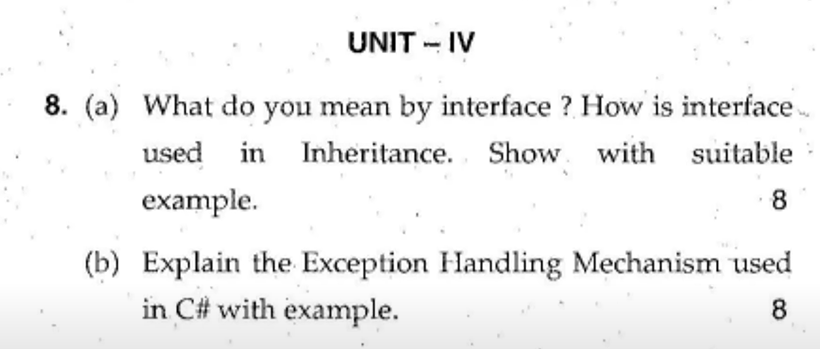 UNIT – IV
8. (a) What do you mean by interface ? How is interface
used in Inheritance. Show with suitable
example. 8
(b) Explain the Exception Handling Mechanism used
in C# with example. 8